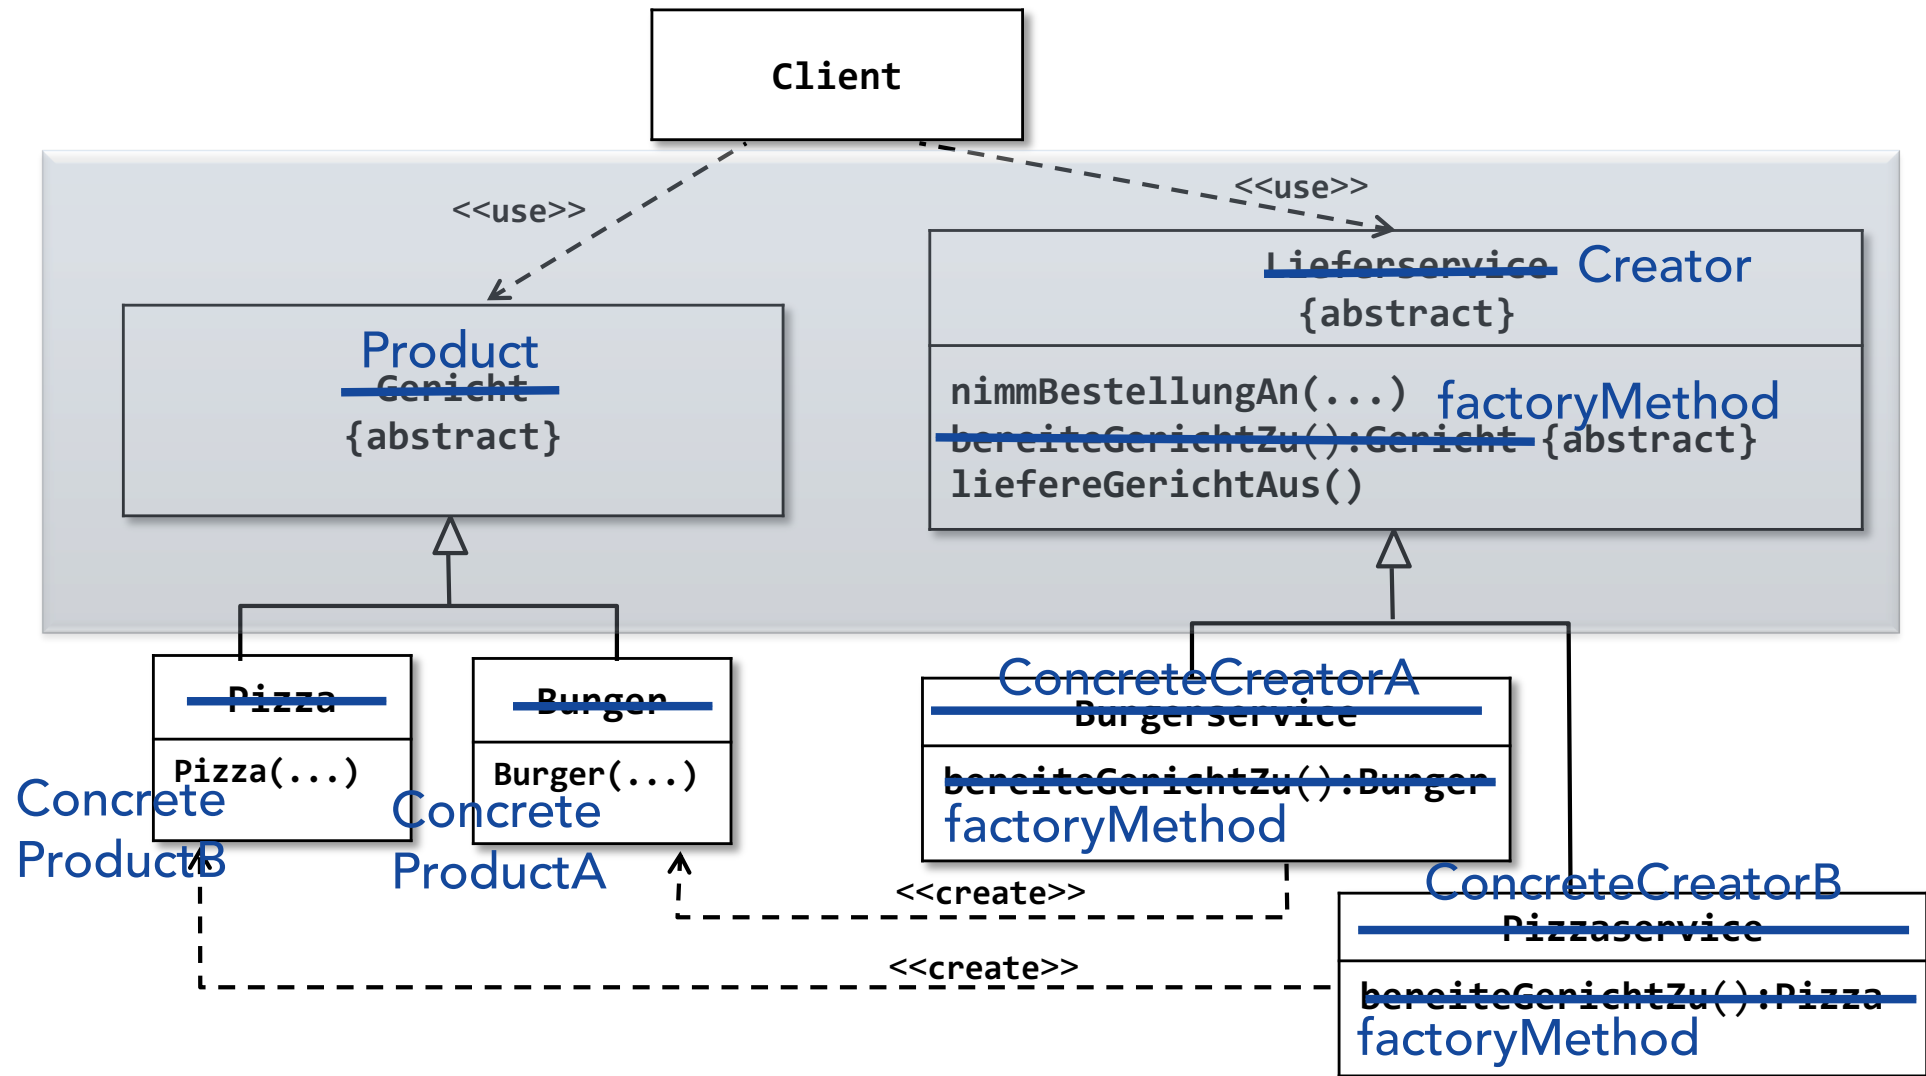 Client
<<use>>
<<use>>
Lieferservice Creator
{abstract}
Product
Gericht
{abstract}
nimmBestellungAn(...)
factoryMethod
bereiteGerichtZu():Gericht {abstract}
liefereGerichtAus()
Pizza
Pizza(...)
Concrete
ProductB
Burger
Burger(...)
Concrete
ProductA
ConcreteCreatorA
Burgerservice
bereiteGerichtZu():Burger
factoryMethod
<<create>>
<<create>>
ConcreteCreatorB
Pizzaservice
bereiteGerichtZu():Pizza
factoryMethod